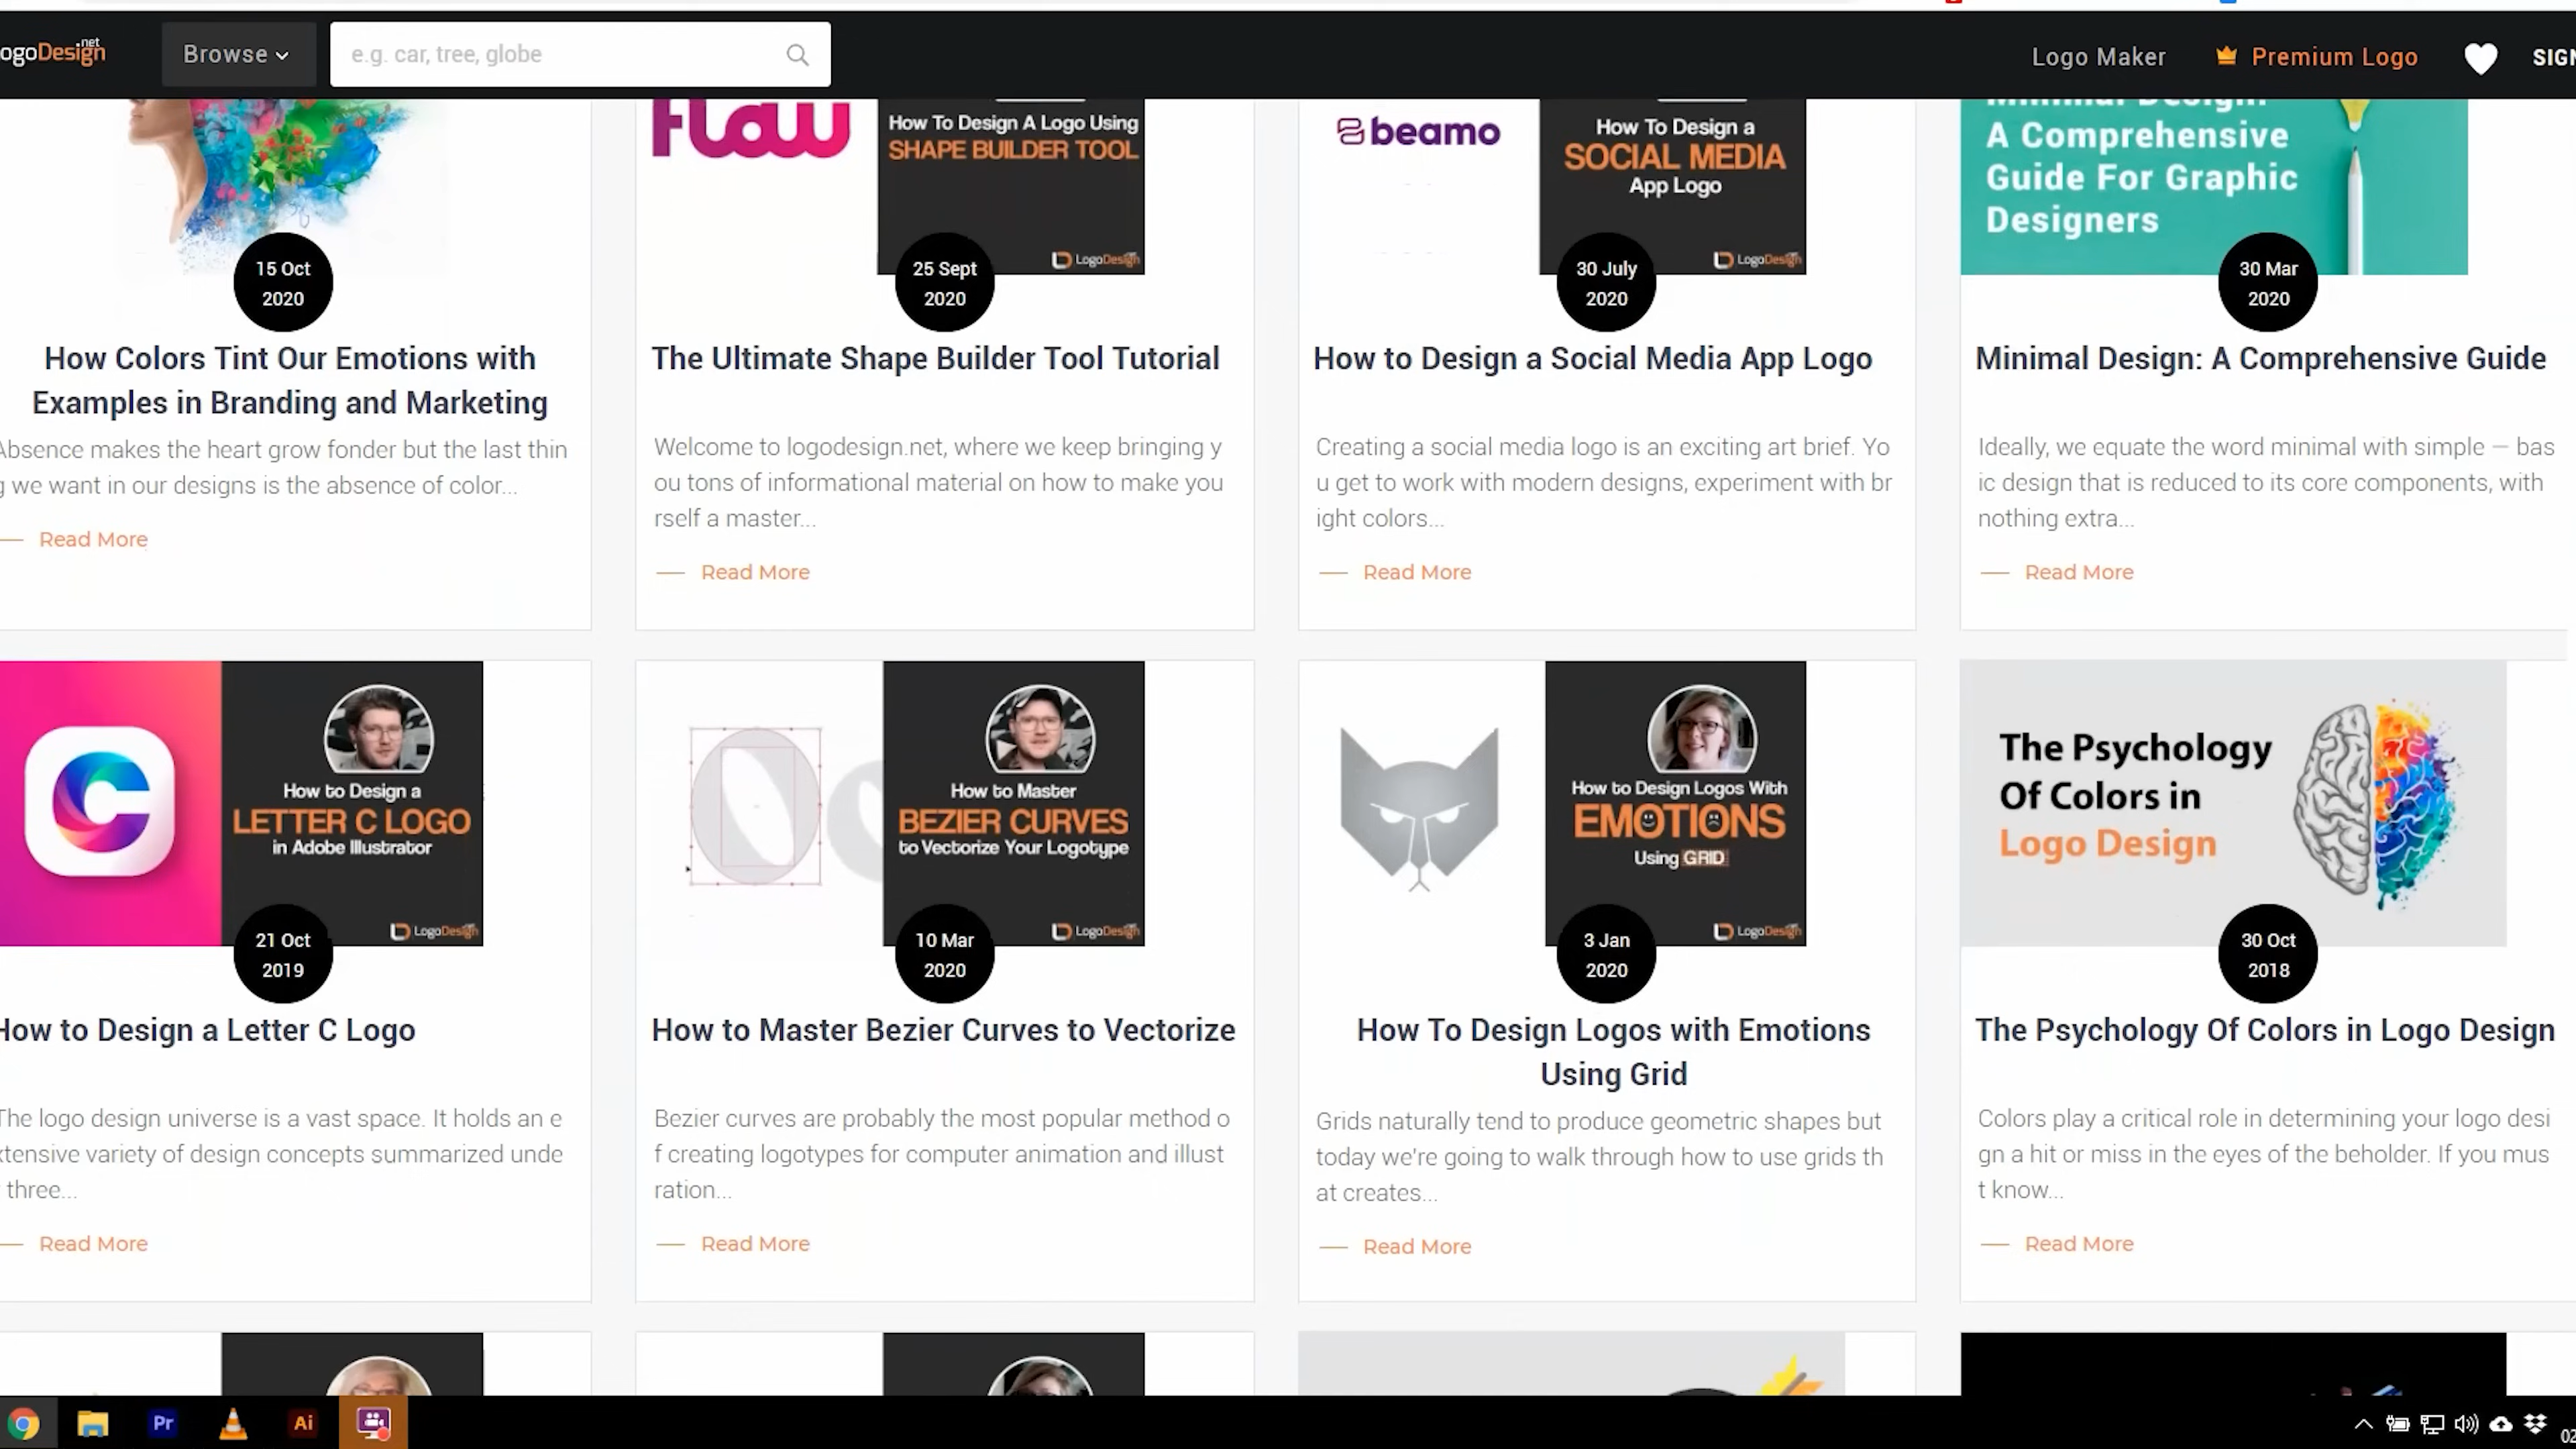 ogoDesign.net
Browse
e.g. car, tree, globe
Logo Maker
Premium Logo
SIGN
flow
How To Design A Logo Using
SHAPE BUILDER TOOL
LogoDesign
beamo
How To Design a
SOCIAL MEDIA
App Logo
LogoDesign
Minimal Design:
A Comprehensive
Guide For Graphic
Designers
15 Oct
2020
25 Sept
2020
30 July
2020
30 Mar
2020
How Colors Tint Our Emotions with
Examples in Branding and Marketing
Absence makes the heart grow fonder but the last thin
g we want in our designs is the absence of color...
Read More
The Ultimate Shape Builder Tool Tutorial
Welcome to logodesign.net, where we keep bringing y
ou tons of informational material on how to make you
rself a master...
Read More
How to Design a Social Media App Logo
Creating a social media logo is an exciting art brief. Yo
u get to work with modern designs, experiment with br
ight colors...
Read More
Minimal Design: A Comprehensive Guide
Ideally, we equate the word minimal with simple — bas
ic design that is reduced to its core components, with
nothing extra...
Read More
C
How to Design a
LETTER C LOGO
in Adobe Illustrator
LogoDesign
How to Master
BEZIER CURVES
to Vectorize Your Logotype
LogoDesign
How to Design Logos With
EMOTIONS
Using GRID
LogoDesign
The Psychology
Of Colors in
Logo Design
21 Oct
2019
10 Mar
2020
3 Jan
2020
30 Oct
2018
How to Design a Letter C Logo
The logo design universe is a vast space. It holds an e
xtensive variety of design concepts summarized unde
three...
Read More
How to Master Bezier Curves to Vectorize
Bezier curves are probably the most popular method o
f creating logotypes for computer animation and illust
ration...
Read More
How To Design Logos with Emotions
Using Grid
Grids naturally tend to produce geometric shapes but
today we're going to walk through how to use grids th
at creates...
Read More
The Psychology Of Colors in Logo Design
Colors play a critical role in determining your logo desi
gn a hit or miss in the eyes of the beholder. If you mus
t know...
Read More
Pr
Ai
02